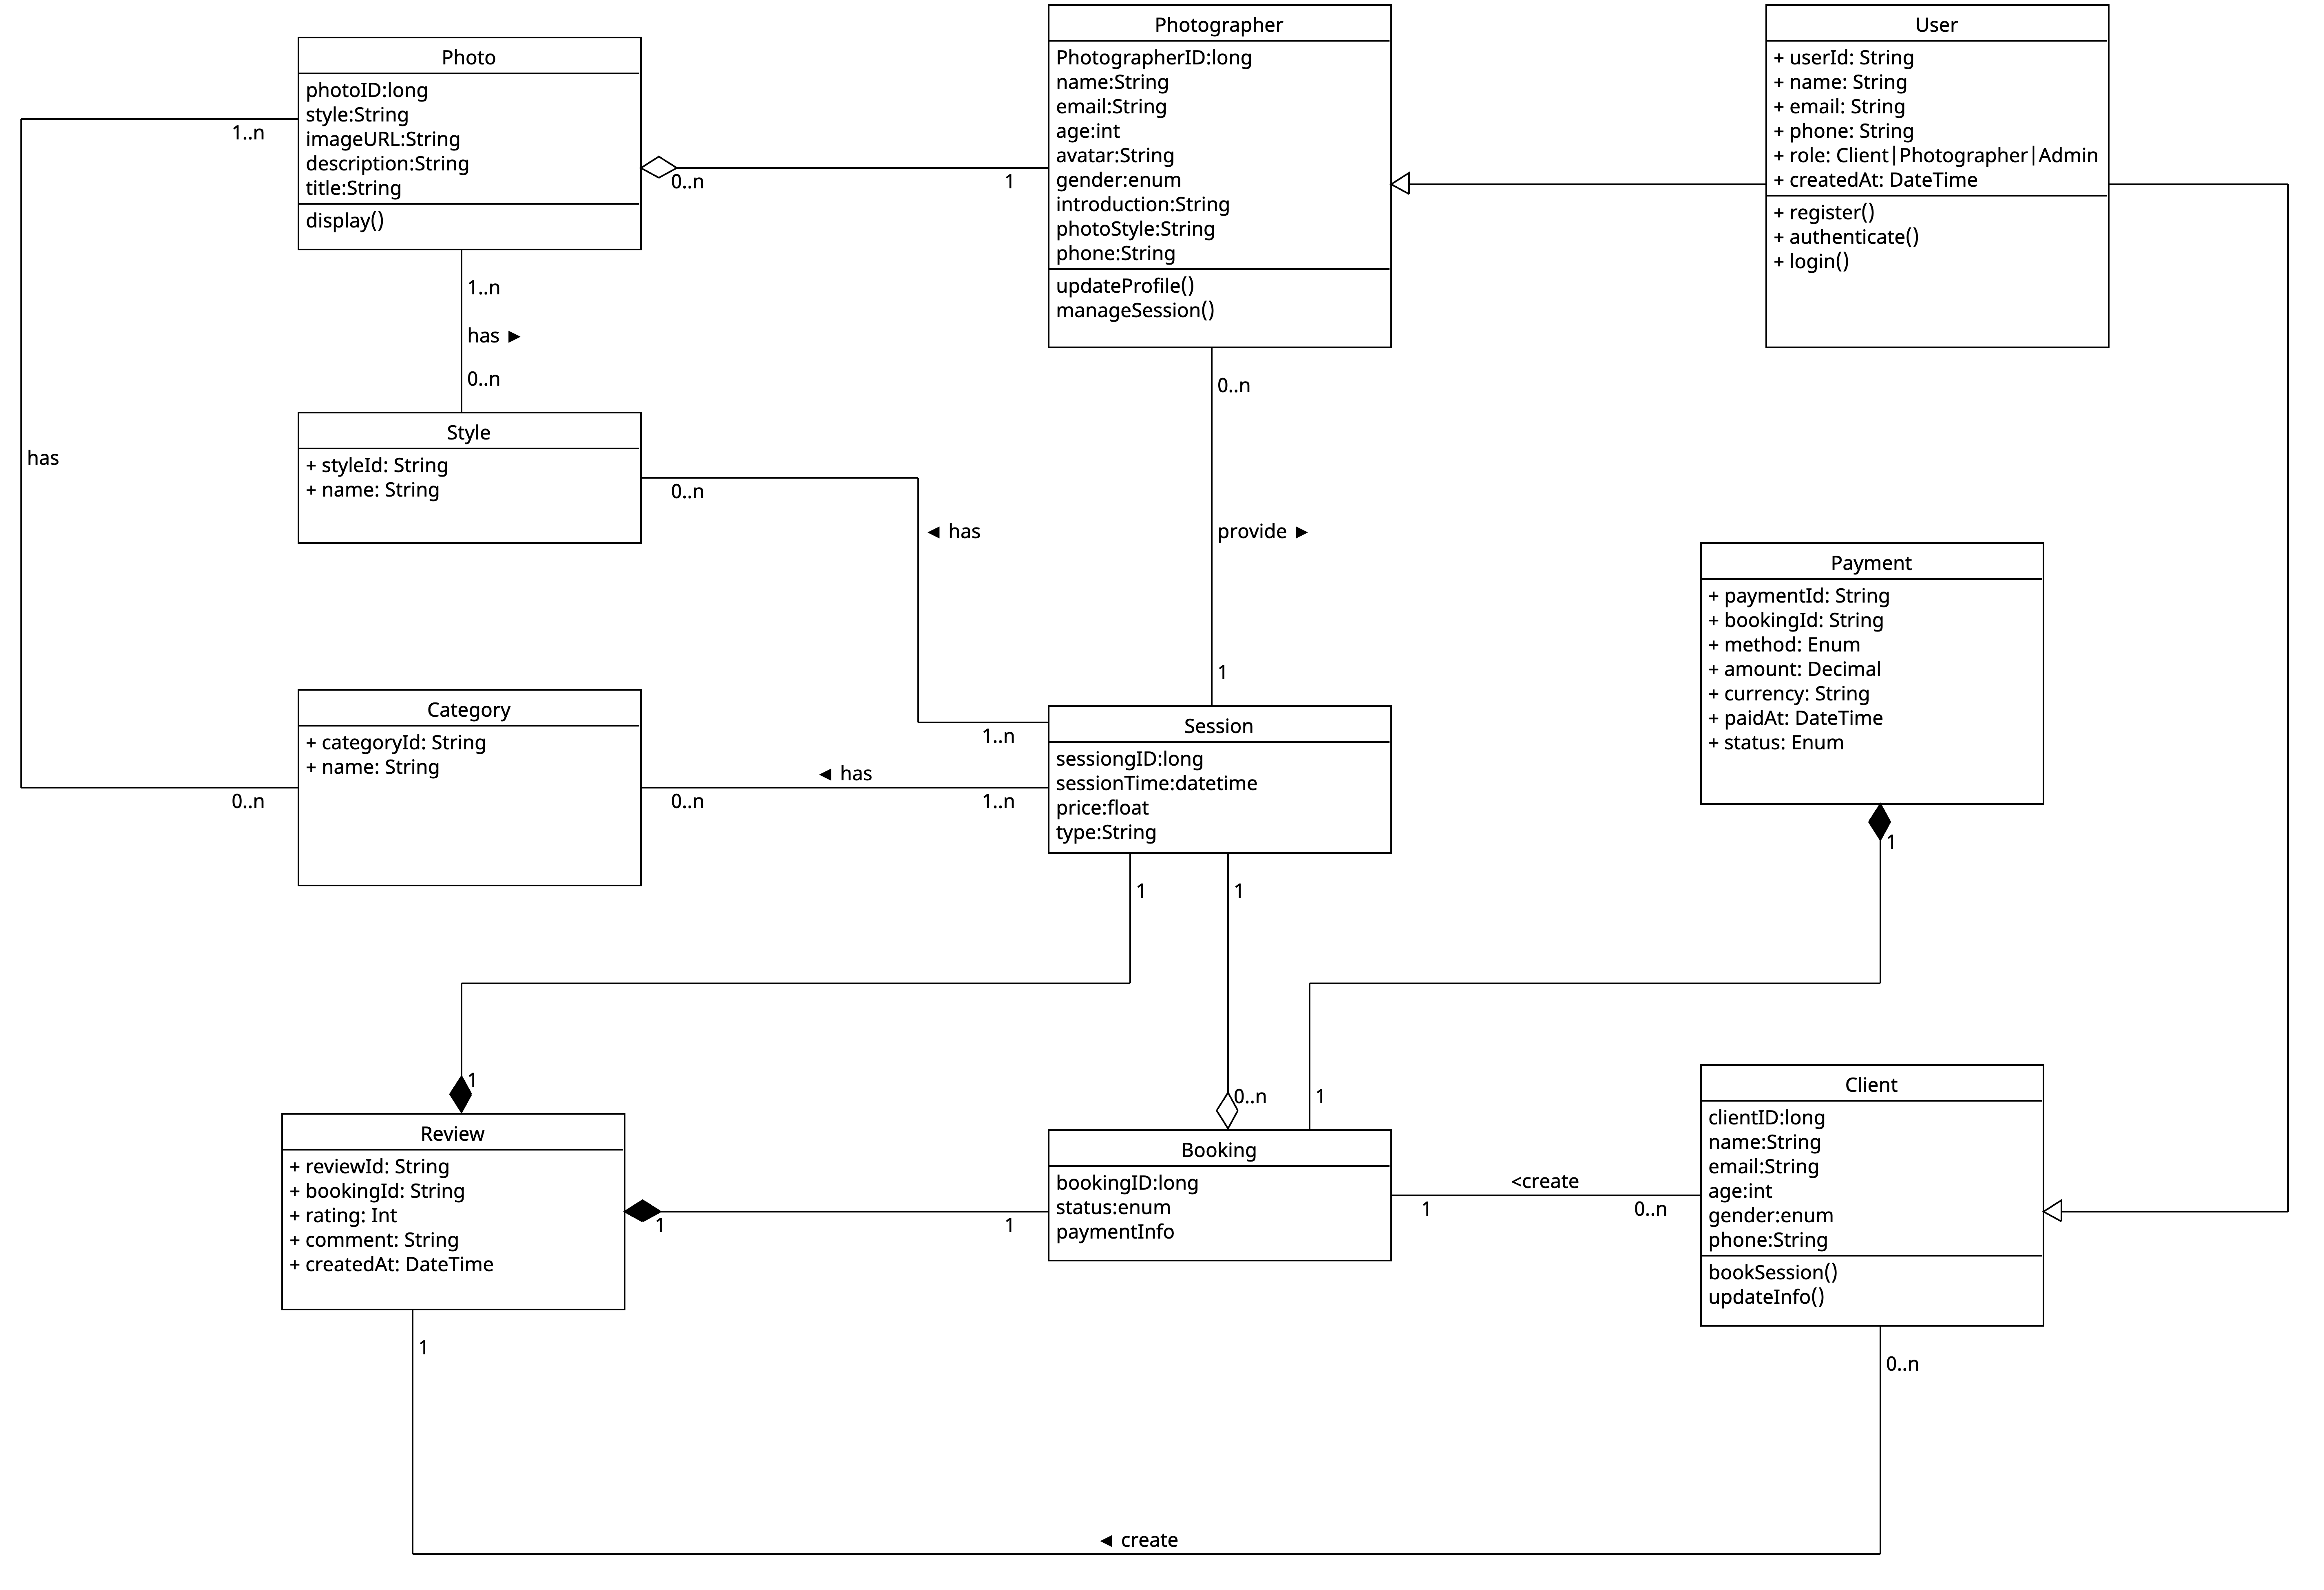 Photo
photoID:long
style:String
imageURL:String
description:String
title:String
display()
1..n
0..n
1
Photographer
PhotographerID:long
name:String
email:String
age:int
avatar:String
gender:enum
introduction:String
photoStyle:String
phone:String
updateProfile()
manageSession()
User
+ userId: String
+ name: String
+ email: String
+ phone: String
+ role: Client|Photographer|Admin
+ createdAt: DateTime
+ register()
+ authenticate()
+ login()
1..n
has ►
0..n
has
Style
+ styleId: String
+ name: String
0..n
◄ has
1..n
0..n
provide ►
1
Payment
+ paymentId: String
+ bookingId: String
+ method: Enum
+ amount: Decimal
+ currency: String
+ paidAt: DateTime
+ status: Enum
1
Category
+ categoryId: String
+ name: String
0..n
◄ has
0..n
1..n
Session
sessiongID:long
sessionTime:datetime
price:float
type:String
1
1
1
0..n
1
Review
+ reviewId: String
+ bookingId: String
+ rating: Int
+ comment: String
+ createdAt: DateTime
1
1
Booking
bookingID:long
status:enum
paymentInfo
<create
1
0..n
Client
clientID:long
name:String
email:String
age:int
gender:enum
phone:String
bookSession()
updateInfo()
1
0..n
◄ create